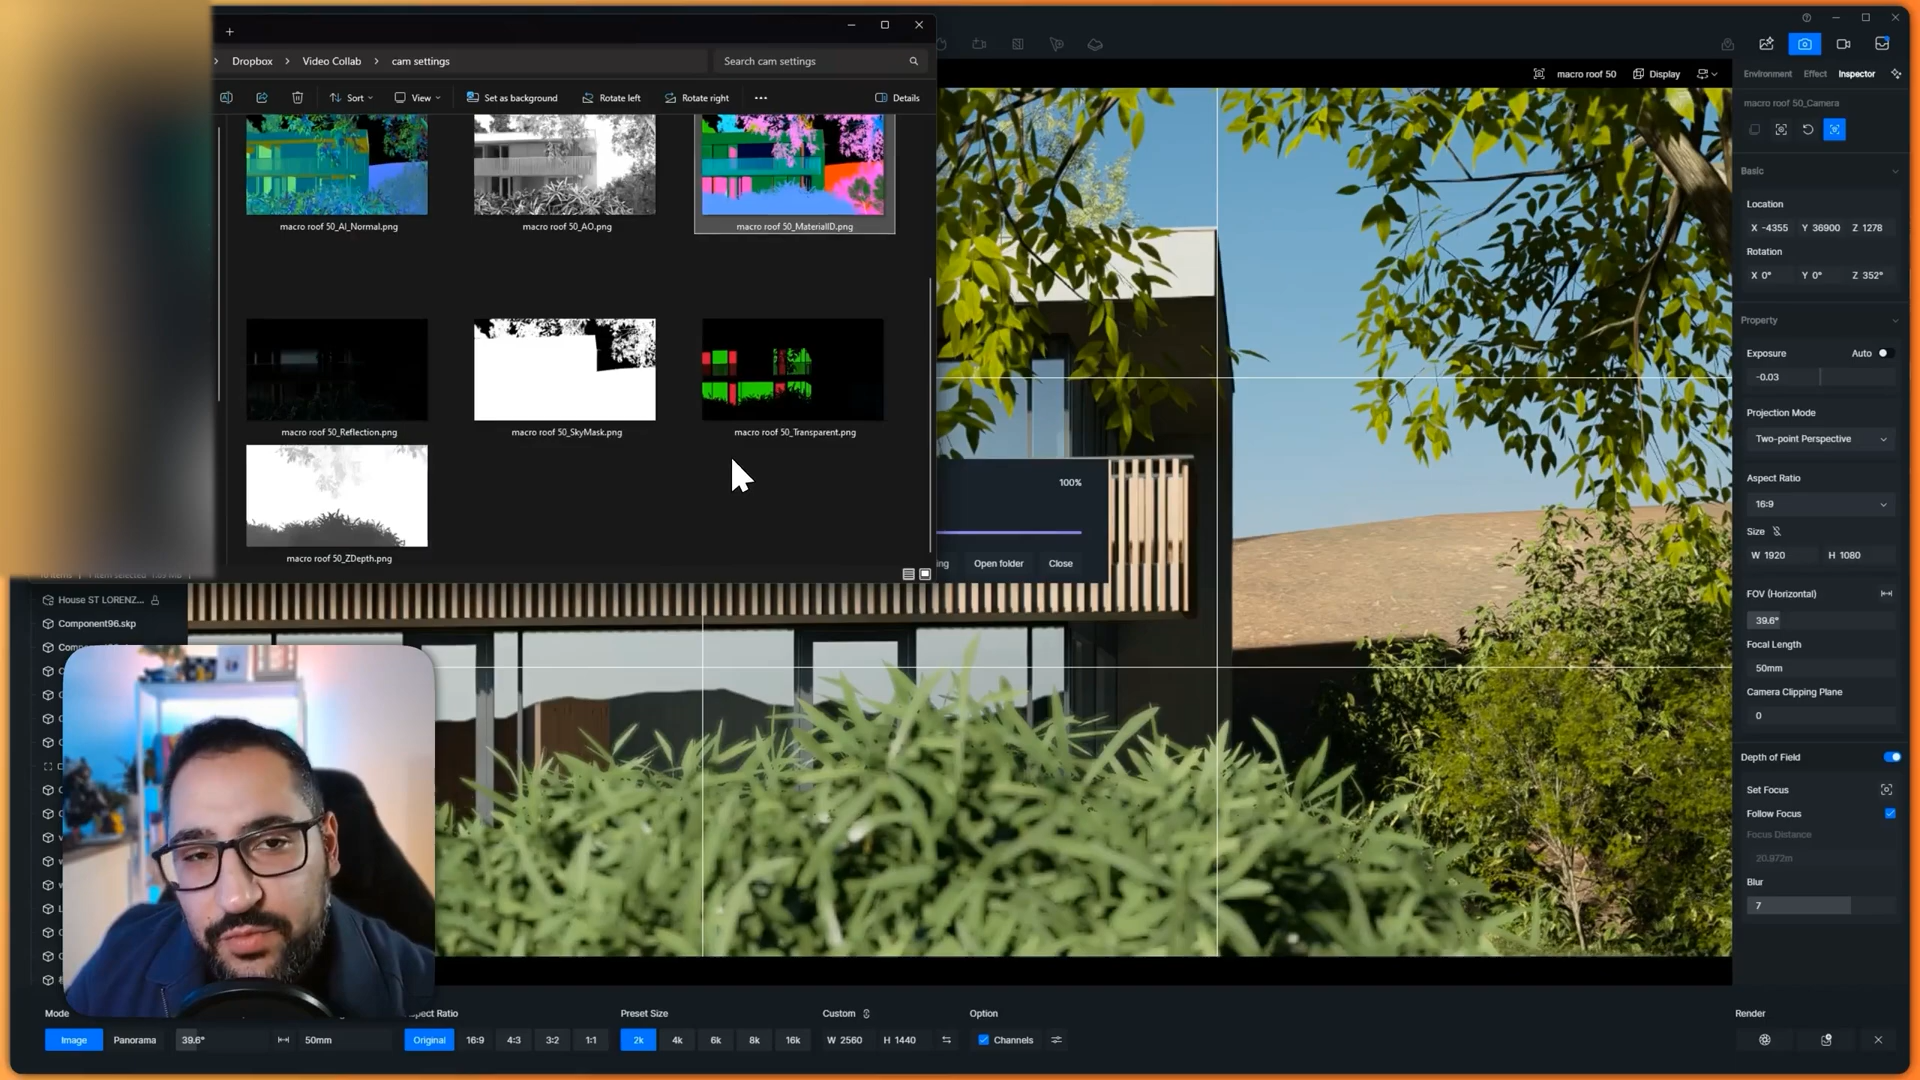 Dropbox > Video Collab > cam settings
Search cam settings
Sort
View
Set as background
Rotate left
Rotate right
Details
macro roof 50_AI_Normal.png
macro roof 50_AO.png
macro roof 50_MaterialID.png
macro roof 50_Reflection.png
macro roof 50_SkyMask.png
macro roof 50_Transparent.png
macro roof 50_ZDepth.png
macro roof 50
Display
100%
Open folder
Close
House ST LORENZ...
Component96.skp
Environment
Effect
Inspector
macro roof 50_Camera
Basic
Location
X -4355 Y 36900 Z 1278
Rotation
X 0° Y 0° Z 352°
Property
Exposure
Auto
-0.03
Projection Mode
Two-point Perspective
Aspect Ratio
16:9
Size
W 1920 H 1080
FOV (Horizontal)
39.6°
Focal Length
50mm
Camera Clipping Plane
0
Depth of Field
Set Focus
Follow Focus
Focus Distance
20.972m
Blur
7
Mode
Image
Panorama
39.6°
50mm
Original
16:9
4:3
3:2
1:1
Preset Size
2k
4k
6k
8k
16k
Custom
W 2560 H 1440
Option
Channels
Render